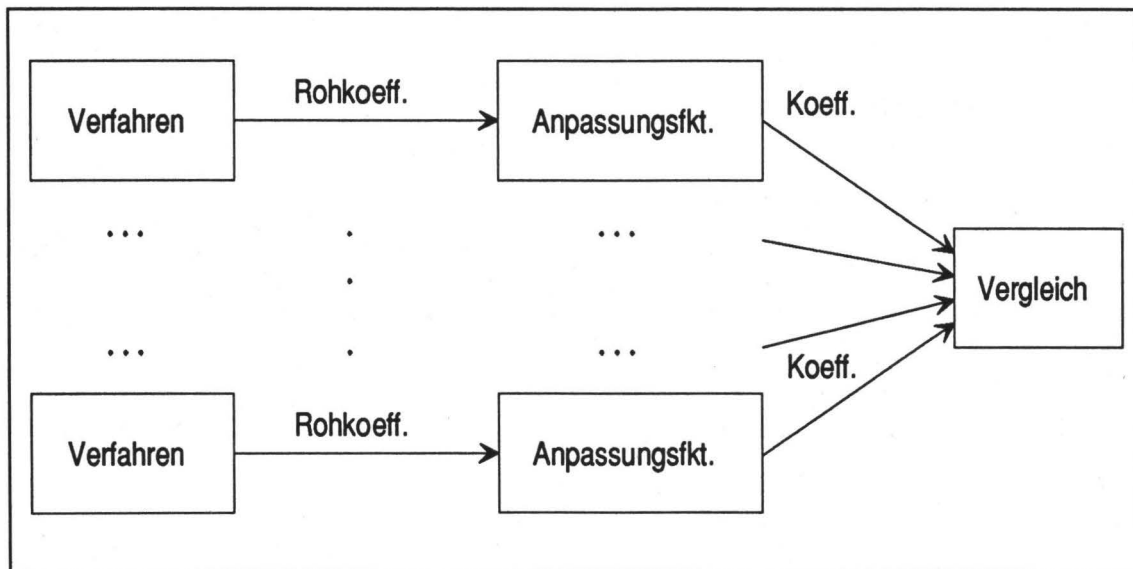 Verfahren
Rohkoeff.
Anpassungsfkt.
Koeff.
... . ...
.
Vergleich
... . ...
Koeff.
Verfahren
Rohkoeff.
Anpassungsfkt.